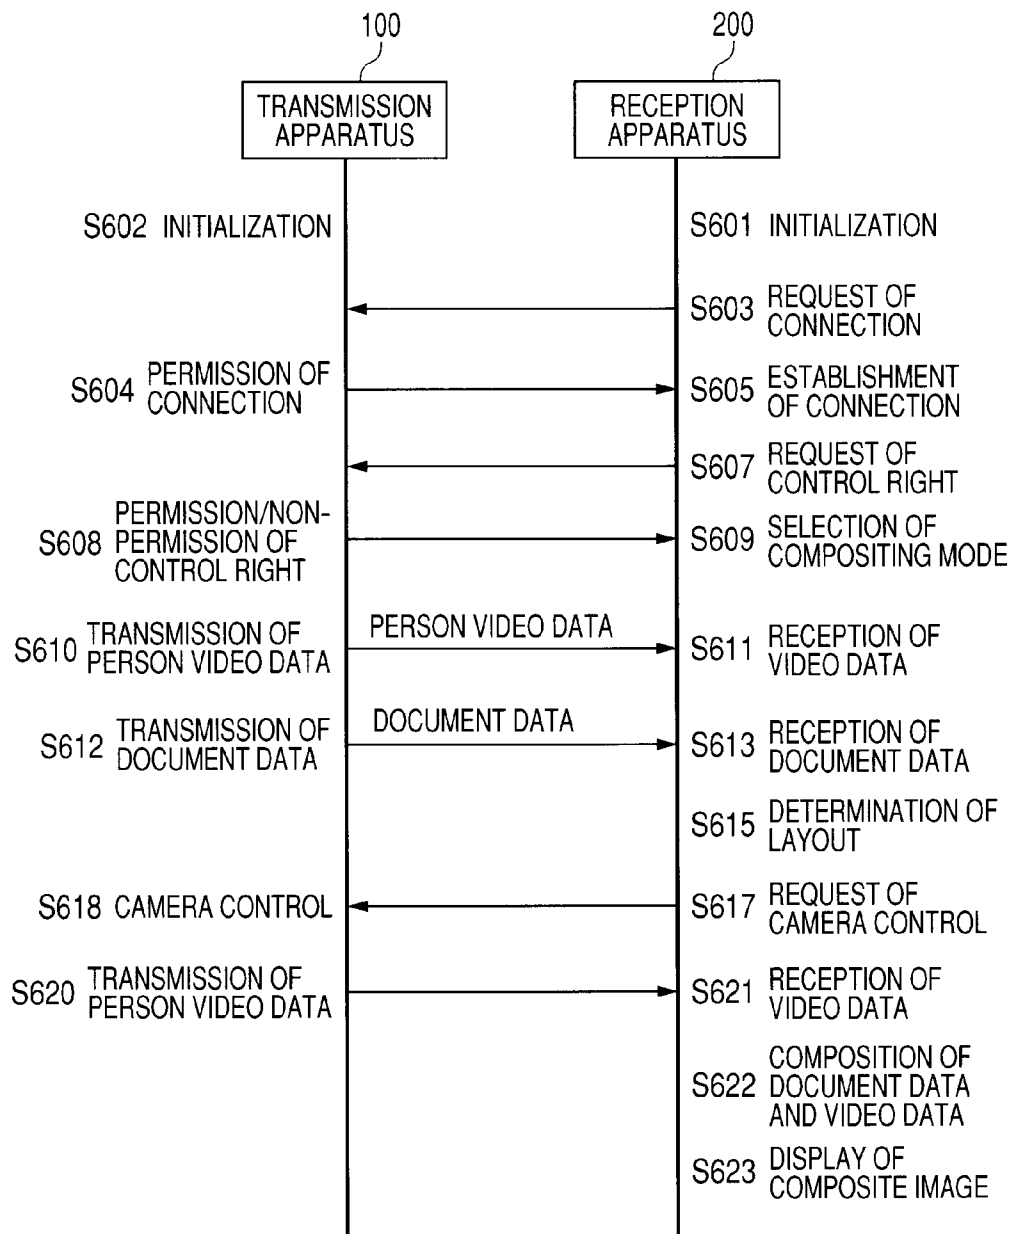 100
200
TRANSMISSION
APPARATUS
RECEPTION
APPARATUS
S602 INITIALIZATION
S601 INITIALIZATION
S603 REQUEST OF
CONNECTION
S604 PERMISSION OF
CONNECTION
S605 ESTABLISHMENT
OF CONNECTION
S607 REQUEST OF
CONTROL RIGHT
S608 PERMISSION/NON-
PERMISSION OF
CONTROL RIGHT
S609 SELECTION OF
COMPOSITING MODE
S610 TRANSMISSION OF
PERSON VIDEO DATA
PERSON VIDEO DATA
S611 RECEPTION OF
VIDEO DATA
S612 TRANSMISSION OF
DOCUMENT DATA
DOCUMENT DATA
S613 RECEPTION OF
DOCUMENT DATA
S615 DETERMINATION OF
LAYOUT
S618 CAMERA CONTROL
S617 REQUEST OF
CAMERA CONTROL
S620 TRANSMISSION OF
PERSON VIDEO DATA
S621 RECEPTION OF
VIDEO DATA
S622 COMPOSITION OF
DOCUMENT DATA
AND VIDEO DATA
S623 DISPLAY OF
COMPOSITE IMAGE